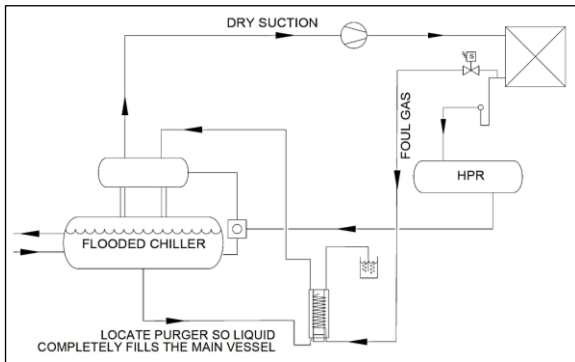 DRY SUCTION
S
FOUL GAS
HPR
FLOODED CHILLER
LOCATE PURGER SO LIQUID
COMPLETELY FILLS THE MAIN VESSEL